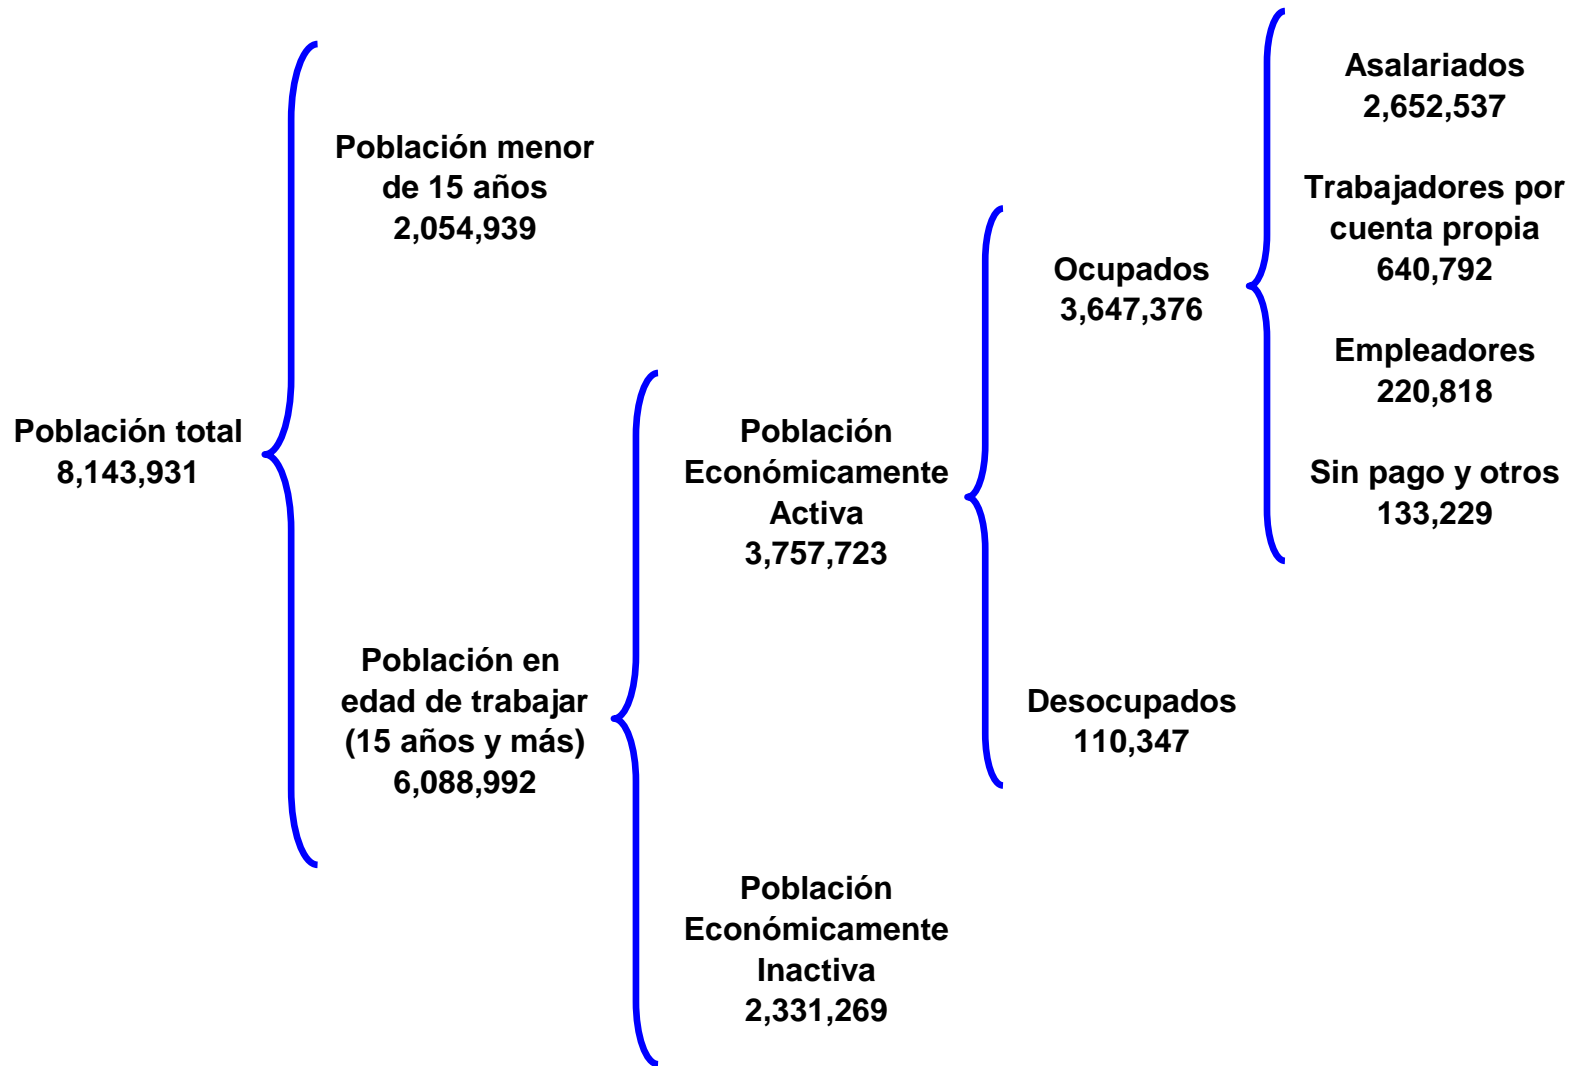 Población total
8,143,931
Población menor
de 15 años
2,054,939
Población en
edad de trabajar
(15 años y más)
6,088,992
Población
Económicamente
Activa
3,757,723
Población
Económicamente
Inactiva
2,331,269
Ocupados
3,647,376
Desocupados
110,347
Asalariados
2,652,537
Trabajadores por
cuenta propia
640,792
Empleadores
220,818
Sin pago y otros
133,229